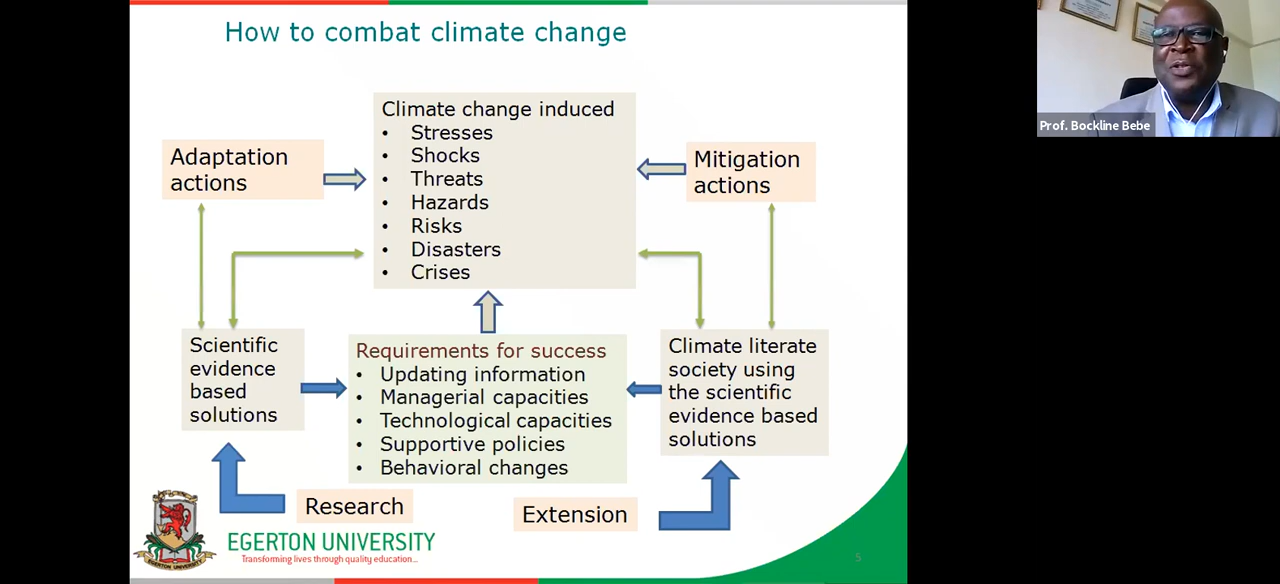 How to combat climate change
Prof. Bockline Bebe
Climate change induced
• Stresses
• Shocks
• Threats
• Hazards
• Risks
• Disasters
• Crises
Adaptation
actions
Mitigation
actions
Scientific
evidence
based
solutions
Requirements for success
• Updating information
• Managerial capacities
• Technological capacities
• Supportive policies
• Behavioral changes
Climate literate
society using
the scientific
evidence based
solutions
Research
Extension
EGERTON UNIVERSITY
Transforming lives through quality education...
EGERTON UNIVERSITY
5